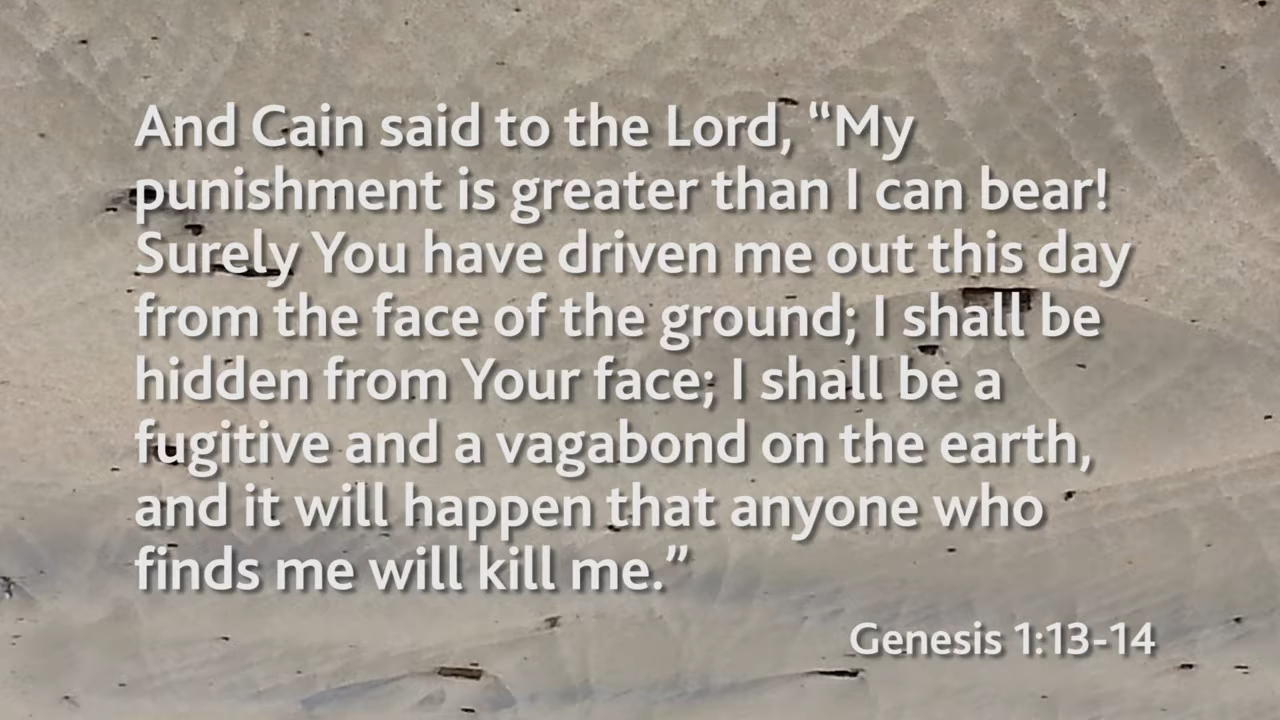 And Cain said to the Lord, “My
punishment is greater than I can bear!
Surely You have driven me out this day
from the face of the ground; I shall be
hidden from Your face; I shall be a
fugitive and a vagabond on the earth,
and it will happen that anyone who
finds me will kill me.”
Genesis 1:13-14